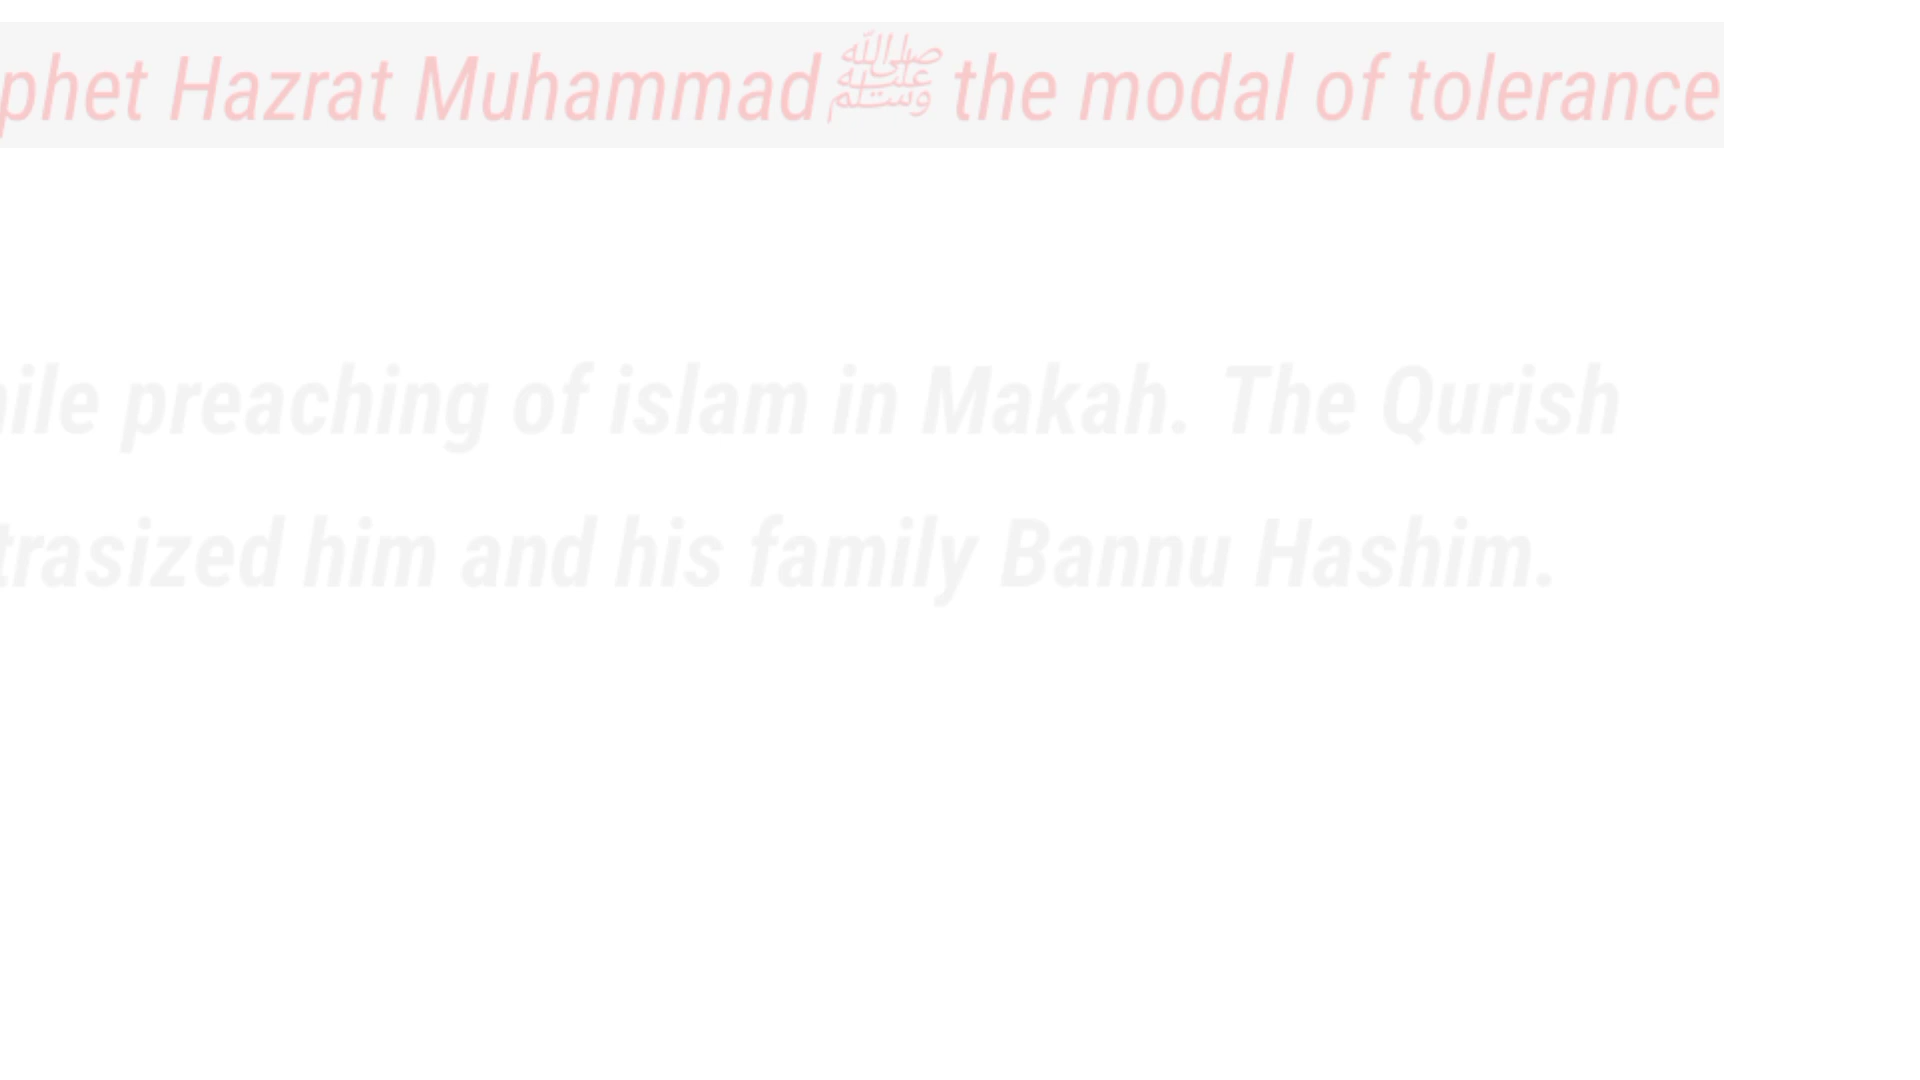 phet Hazrat Muhammad ﷺ the modal of tolerance
ile preaching of islam in Makah. The Qurish
trasized him and his family Bannu Hashim.